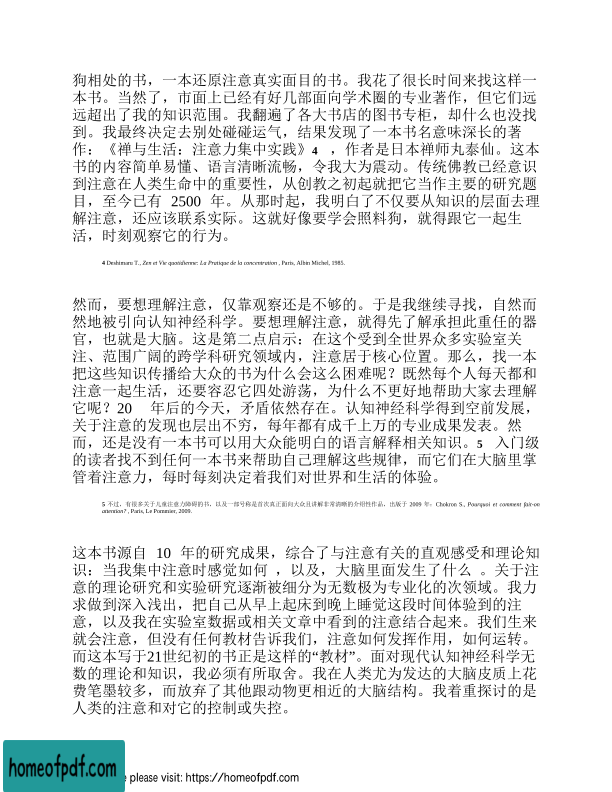 狗相处的书，一本还原注意真实面目的书。我花了很长时间来找这样一
本书。当然了，市面上已经有好几部面向学术圈的专业著作，但它们远
远超出了我的知识范围。我翻遍了各大书店的图书专柜，却什么也没找
到。我最终决定去别处碰碰运气，结果发现了一本书名意味深长的著
作：《禅与生活：注意力集中实践》4 ，作者是日本禅师丸泰仙。这本
书的内容简单易懂、语言清晰流畅，令我大为震动。传统佛教已经意识
到注意在人类生命中的重要性，从创教之初起就把它当作主要的研究题
目，至今已有 2500 年。从那时起，我明白了不仅要从知识的层面去理
解注意，还应该联系实际。这就好像要学会照料狗，就得跟它一起生
活，时刻观察它的行为。
4 Deshimaru T., Zen et Vie quotidienne: La Pratique de la concentration , Paris, Albin Michel, 1985.
然而，要想理解注意，仅靠观察还是不够的。于是我继续寻找，自然而
然地被引向认知神经科学。要想理解注意，就得先了解承担此重任的器
官，也就是大脑。这是第二点启示：在这个受到全世界众多实验室关
注、范围广阔的跨学科研究领域内，注意居于核心位置。那么，找一本
把这些知识传播给大众的书为什么会这么困难呢？既然每个人每天都和
注意一起生活，还要容忍它四处游荡，为什么不更好地帮助大家去理解
它呢？20 年后的今天，矛盾依然存在。认知神经科学得到空前发展，
关于注意的发现也层出不穷，每年都有成千上万的专业成果发表。然
而，还是没有一本书可以用大众能明白的语言解释相关知识。5 入门级
的读者找不到任何一本书来帮助自己理解这些规律，而它们在大脑里掌
管着注意力，每时每刻决定着我们对世界和生活的体验。
5 不过，有很多关于儿童注意力障碍的书，以及一部号称是首次真正面向大众且讲解非常清晰的介绍性作品，出版于 2009 年：Chokron S., Pourquoi et comment fait-on
attention? , Paris, Le Pommier, 2009.
这本书源自 10 年的研究成果，综合了与注意有关的直观感受和理论知
识：当我集中注意时感觉如何 ，以及，大脑里面发生了什么 。关于注
意的理论研究和实验研究逐渐被细分为无数极为专业化的次领域。我力
求做到深入浅出，把自己从早上起床到晚上睡觉这段时间体验到的注
意，以及我在实验室数据或相关文章中看到的注意结合起来。我们生来
就会注意，但没有任何教材告诉我们，注意如何发挥作用，如何运转。
而这本写于21世纪初的书正是这样的“教材”。面对现代认知神经科学无
数的理论和知识，我必须有所取舍。我在人类尤为发达的大脑皮质上花
费笔墨较多，而放弃了其他跟动物更相近的大脑结构。我着重探讨的是
人类的注意和对它的控制或失控。
homeofpdf.com
e please visit: https://homeofpdf.com